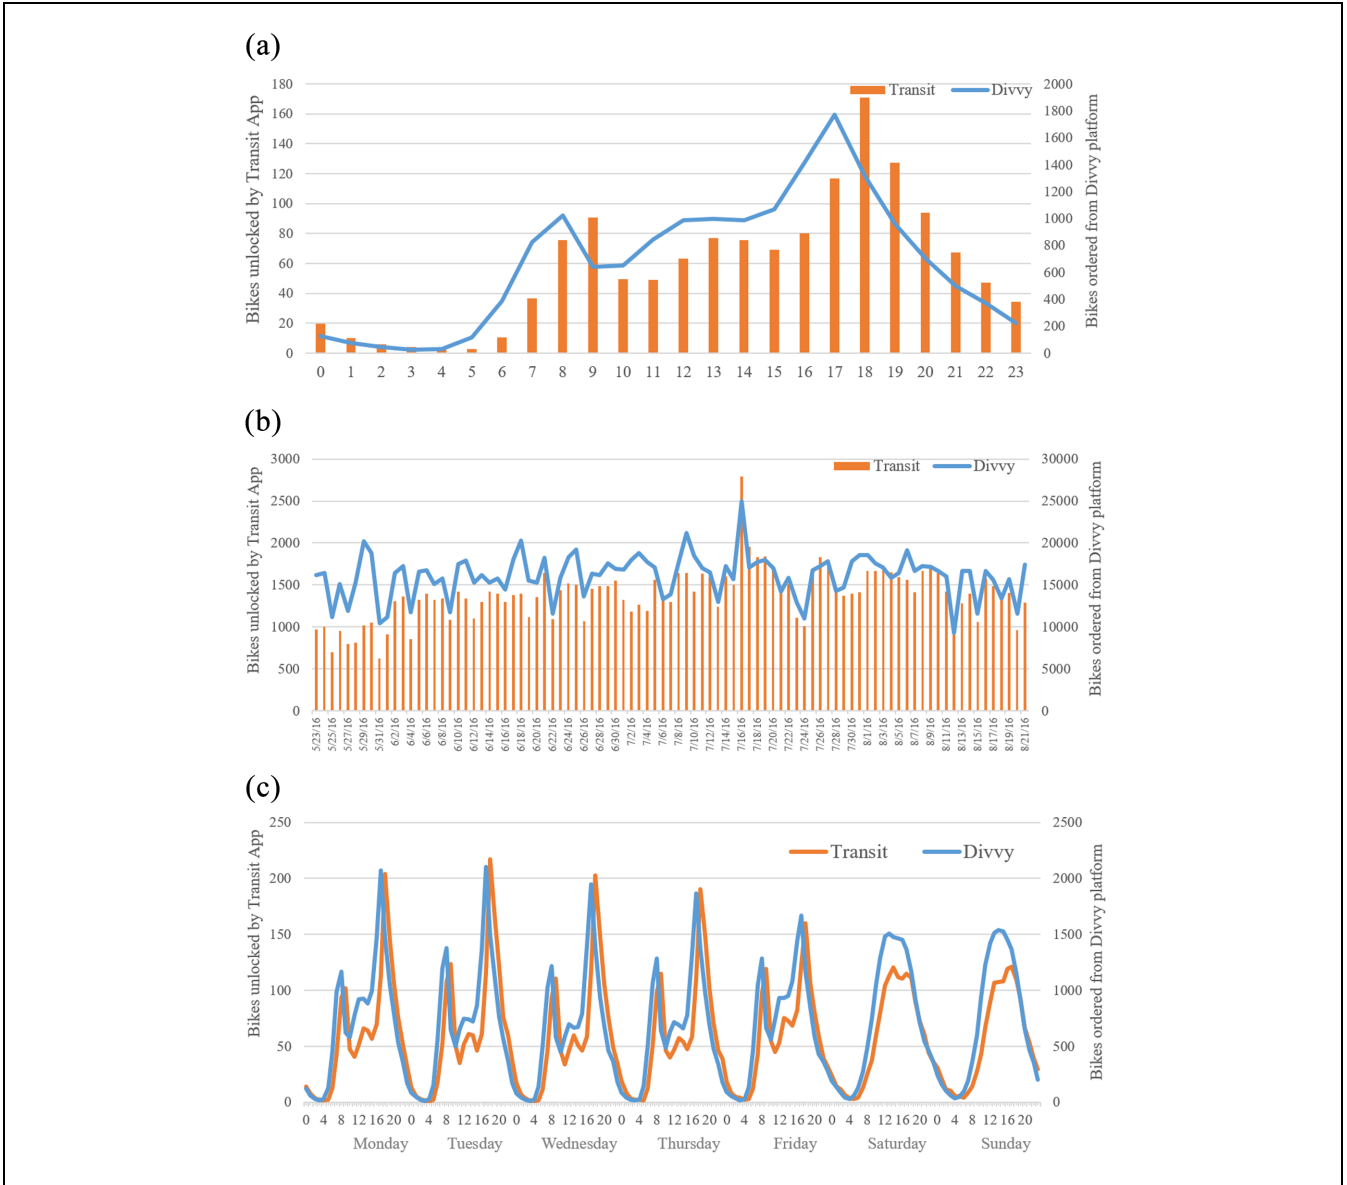 (a)
Bikes unlocked by Transit App
Bikes ordered from Divvy platform
Transit Divvy
180 2000
160 1800
140 1600
120 1400
100 1200
80 1000
60 800
40 600
20 400
0 200
0
0 1 2 3 4 5 6 7 8 9 10 11 12 13 14 15 16 17 18 19 20 21 22 23
(b)
Bikes unlocked by Transit App
Bikes ordered from Divvy platform
Transit Divvy
3000 30000
2500 25000
2000 20000
1500 15000
1000 10000
500 5000
0 0
5/23/16 5/25/16 5/27/16 5/29/16 5/31/16 6/2/16 6/4/16 6/6/16 6/8/16 6/10/16 6/12/16 6/14/16 6/16/16 6/18/16 6/20/16 6/22/16 6/24/16 6/26/16 6/28/16 6/30/16 7/2/16 7/4/16 7/6/16 7/8/16 7/10/16 7/12/16 7/14/16 7/16/16 7/18/16 7/20/16 7/22/16 7/24/16 7/26/16 7/28/16 7/30/16 8/1/16 8/3/16 8/5/16 8/7/16 8/9/16 8/11/16 8/13/16 8/15/16 8/17/16 8/19/16 8/21/16
(c)
Bikes unlocked by Transit App
Bikes ordered from Divvy platform
Transit Divvy
250 2500
200 2000
150 1500
100 1000
50 500
0 0
0 4 8 12 16 20 0 4 8 12 16 20 0 4 8 12 16 20 0 4 8 12 16 20 0 4 8 12 16 20 0 4 8 12 16 20 0 4 8 12 16 20
Monday Tuesday Wednesday Thursday Friday Saturday Sunday